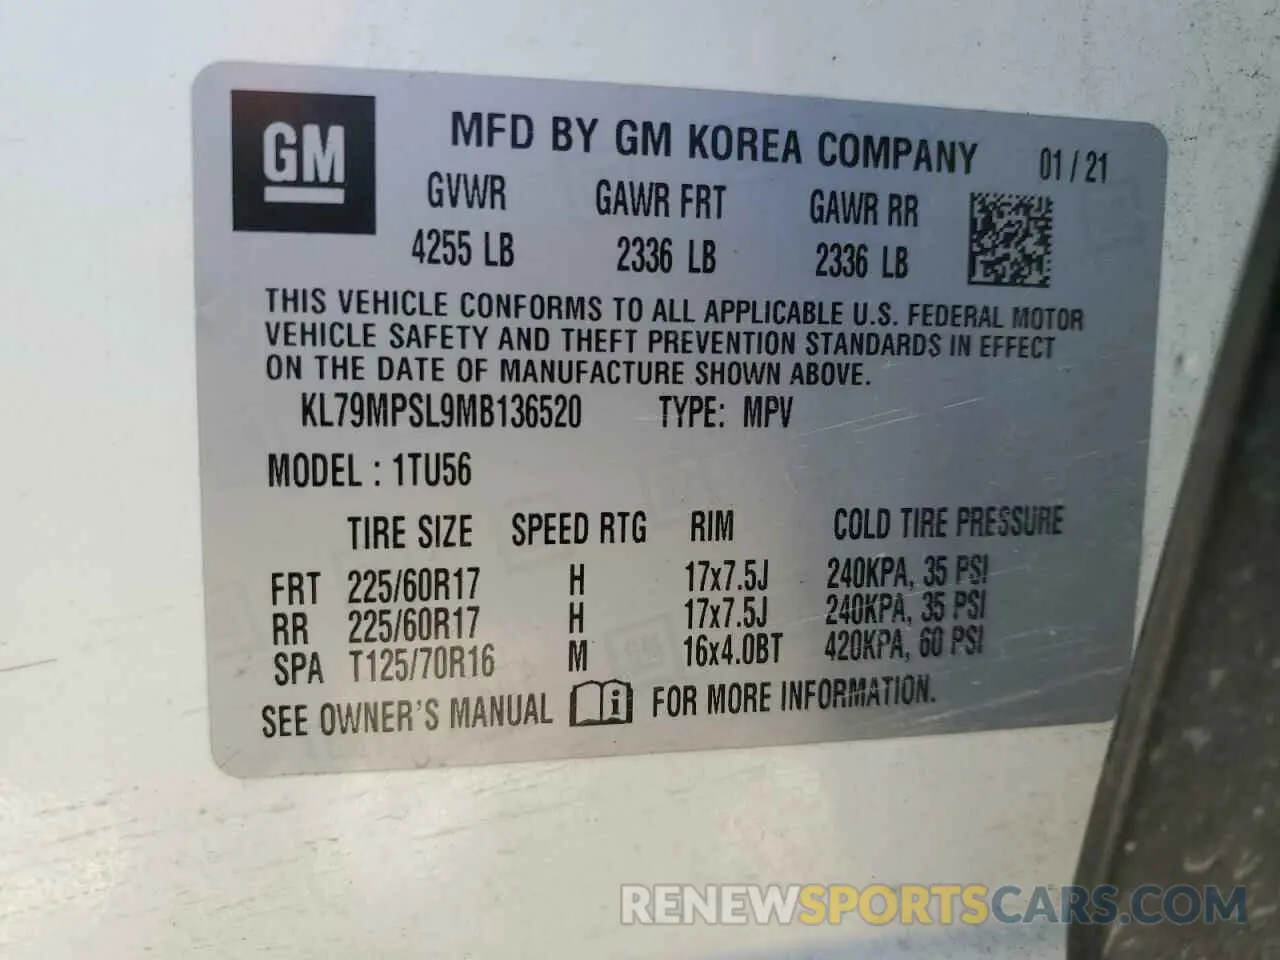 GM
MFD BY GM KOREA COMPANY 01 / 21
GVWR GAWR FRT GAWR RR
4255 LB 2336 LB 2336 LB
THIS VEHICLE CONFORMS TO ALL APPLICABLE U.S. FEDERAL MOTOR
VEHICLE SAFETY AND THEFT PREVENTION STANDARDS IN EFFECT
ON THE DATE OF MANUFACTURE SHOWN ABOVE.
KL79MPSL9MB136520 TYPE: MPV
MODEL : 1TU56
TIRE SIZE SPEED RTG RIM COLD TIRE PRESSURE
FRT 225/60R17 H 17x7.5J 240KPA, 35 PSI
RR 225/60R17 H 17x7.5J 240KPA, 35 PSI
SPA T125/70R16 M 16x4.0BT 420KPA, 60 PSI
SEE OWNER'S MANUAL i FOR MORE INFORMATION.
RENEWSPORTSCARS.COM